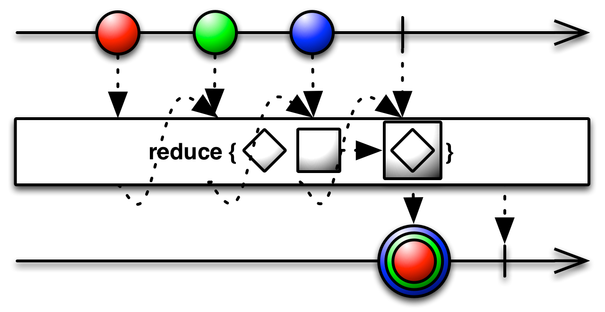 reduce { }